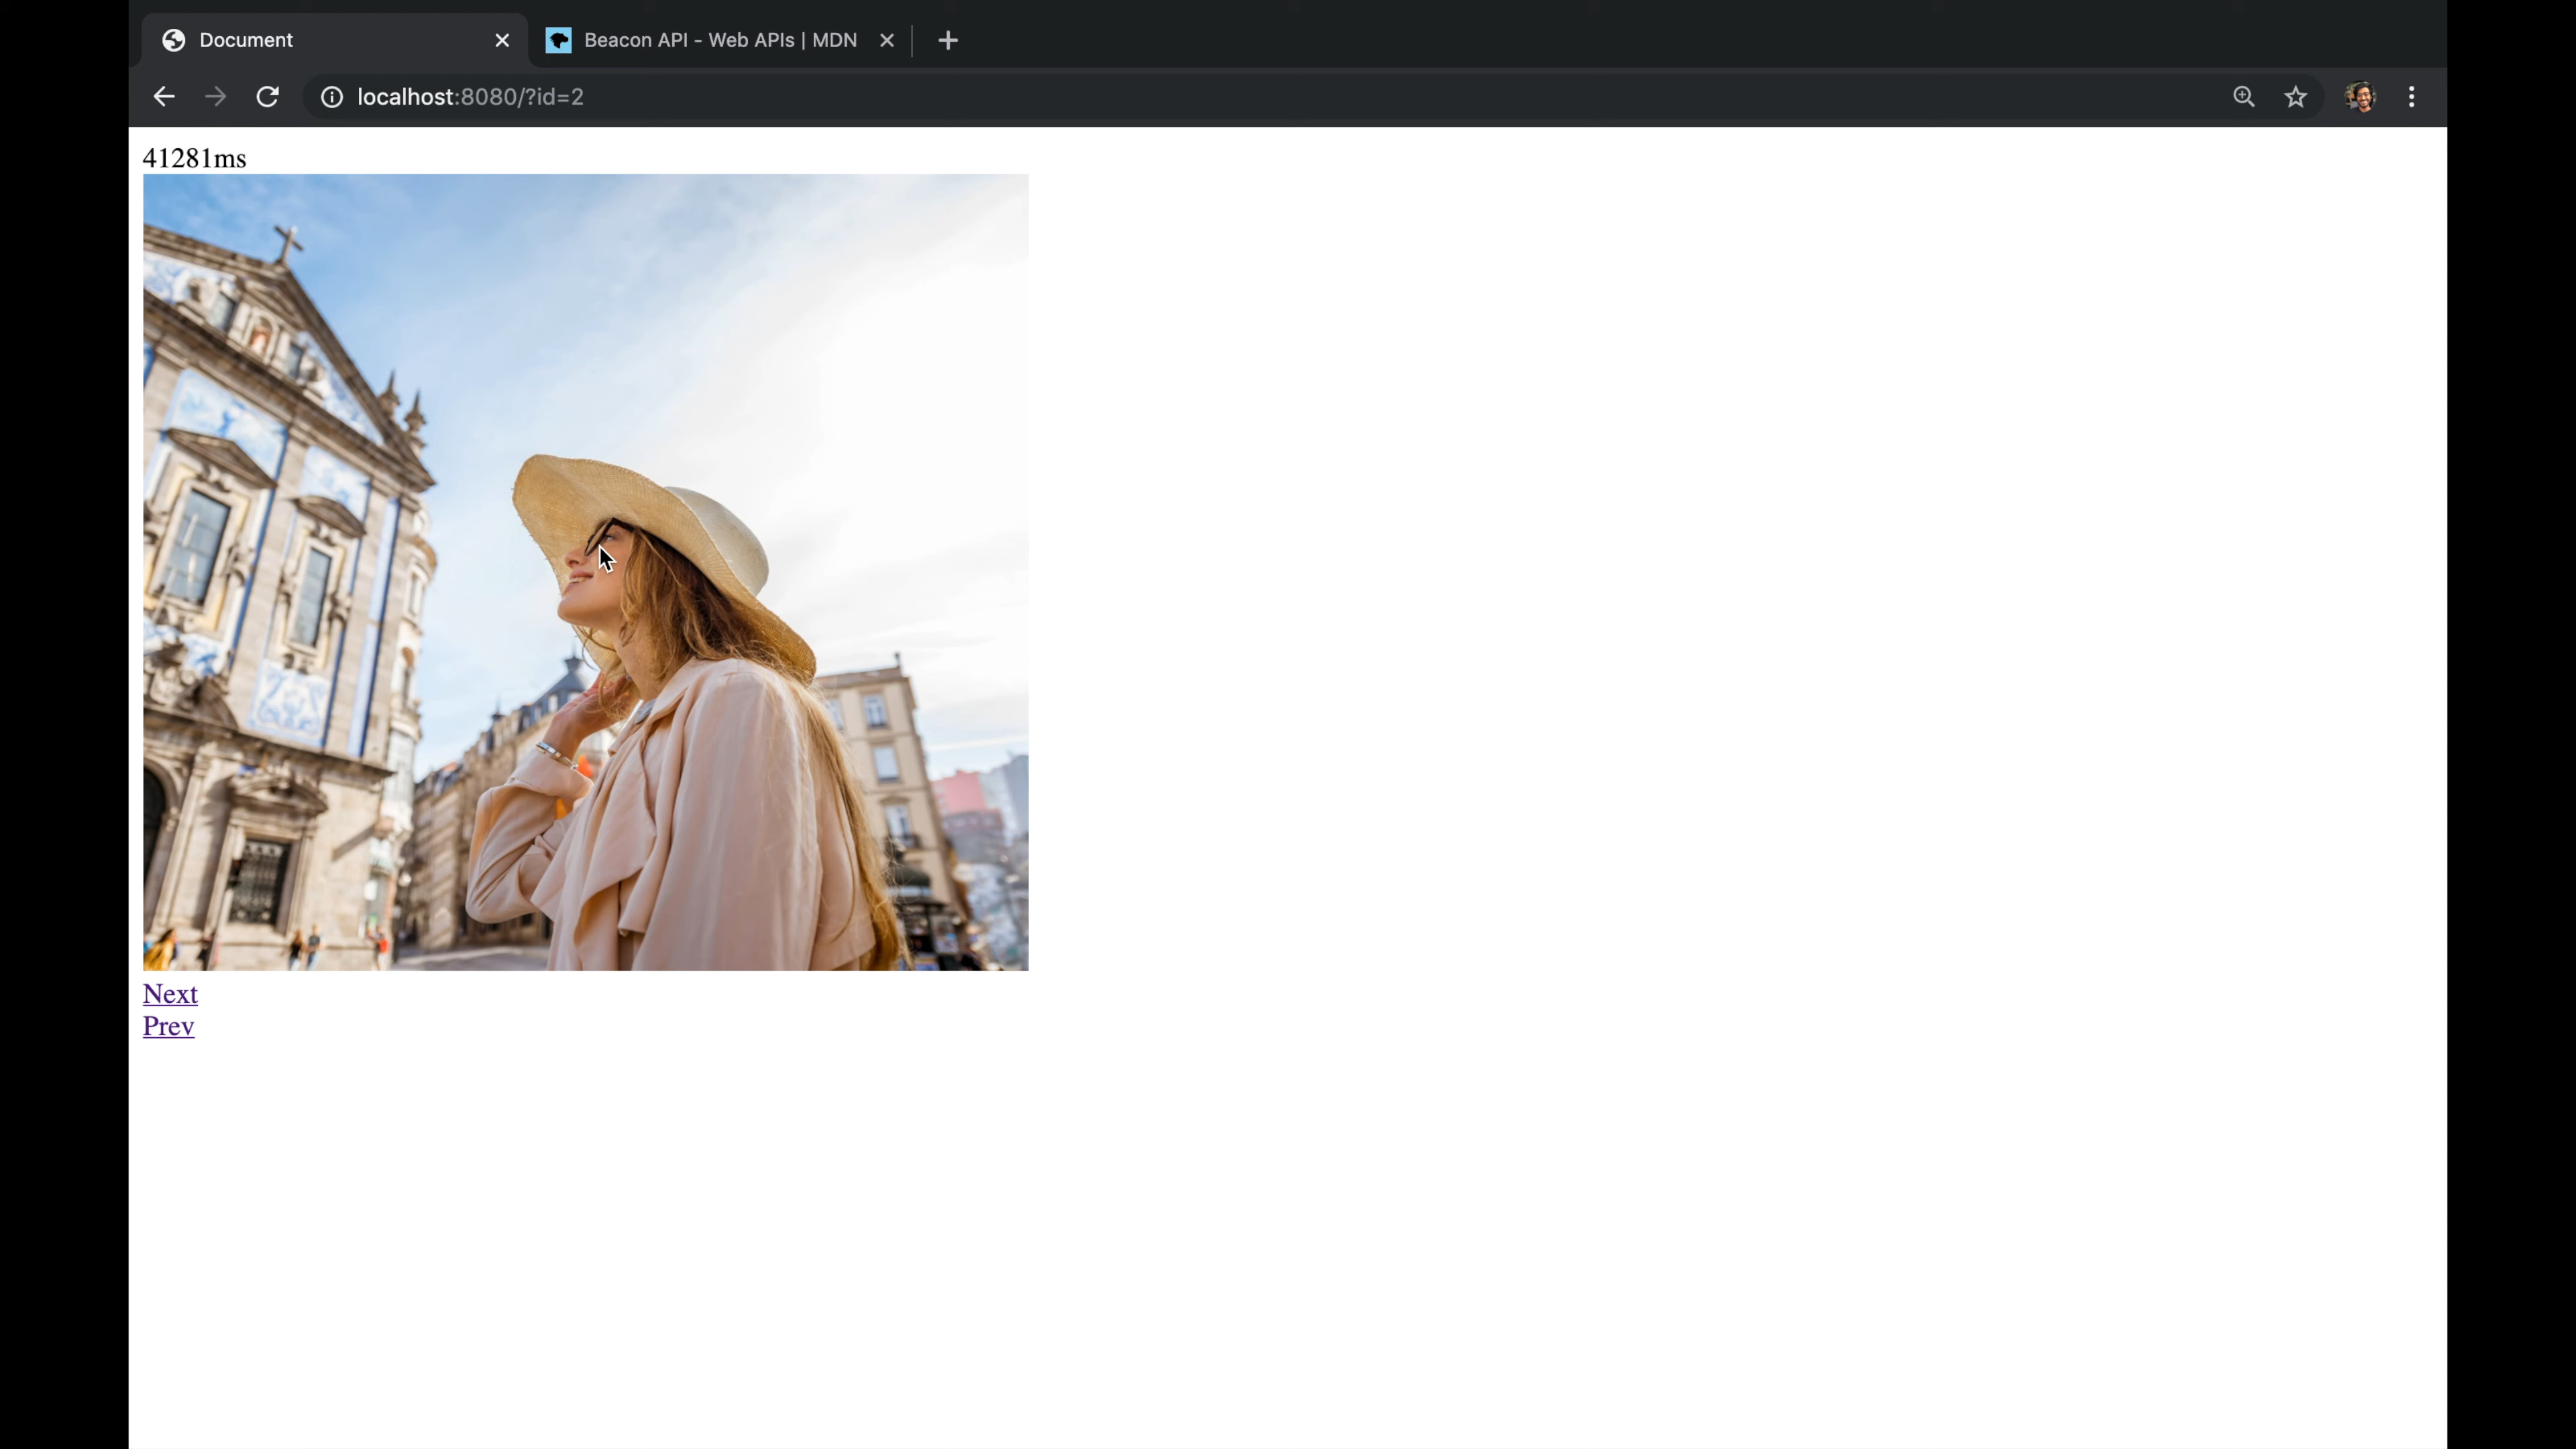 Document
Beacon API - Web APIs | MDN
localhost:8080/?id=2
41281ms
Next
Prev